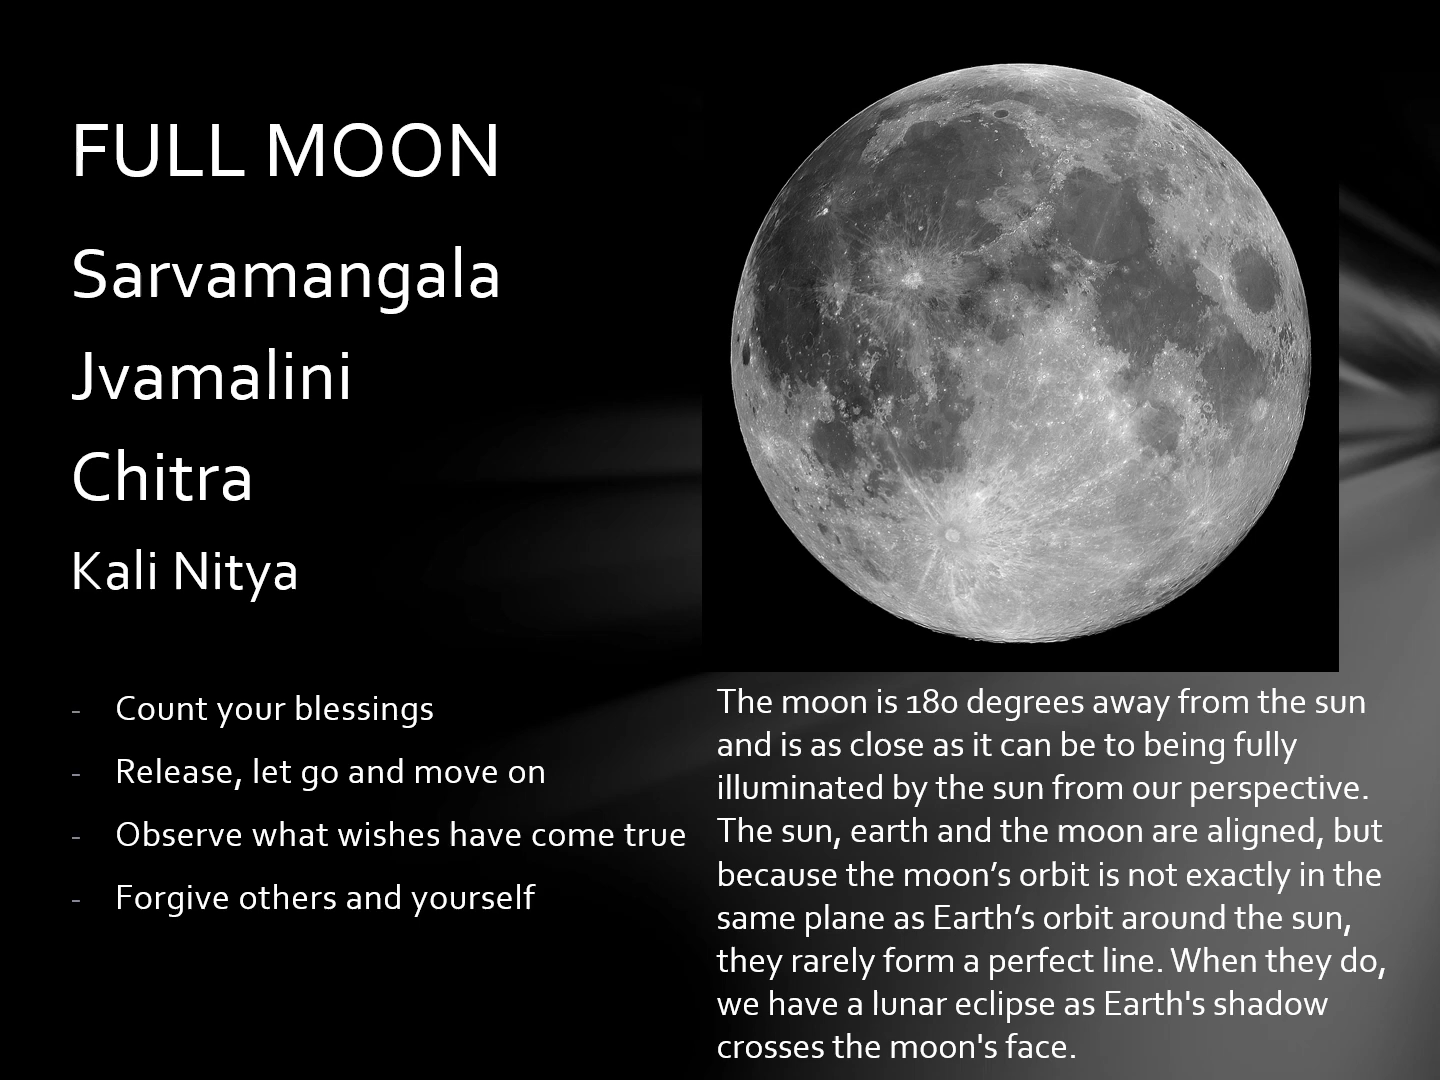 FULL MOON
Sarvamangala
Jvamalini
Chitra
Kali Nitya
- Count your blessings
- Release, let go and move on
- Observe what wishes have come true
- Forgive others and yourself
The moon is 180 degrees away from the sun
and is as close as it can be to being fully
illuminated by the sun from our perspective.
The sun, earth and the moon are aligned, but
because the moon’s orbit is not exactly in the
same plane as Earth’s orbit around the sun,
they rarely form a perfect line. When they do,
we have a lunar eclipse as Earth's shadow
crosses the moon's face.